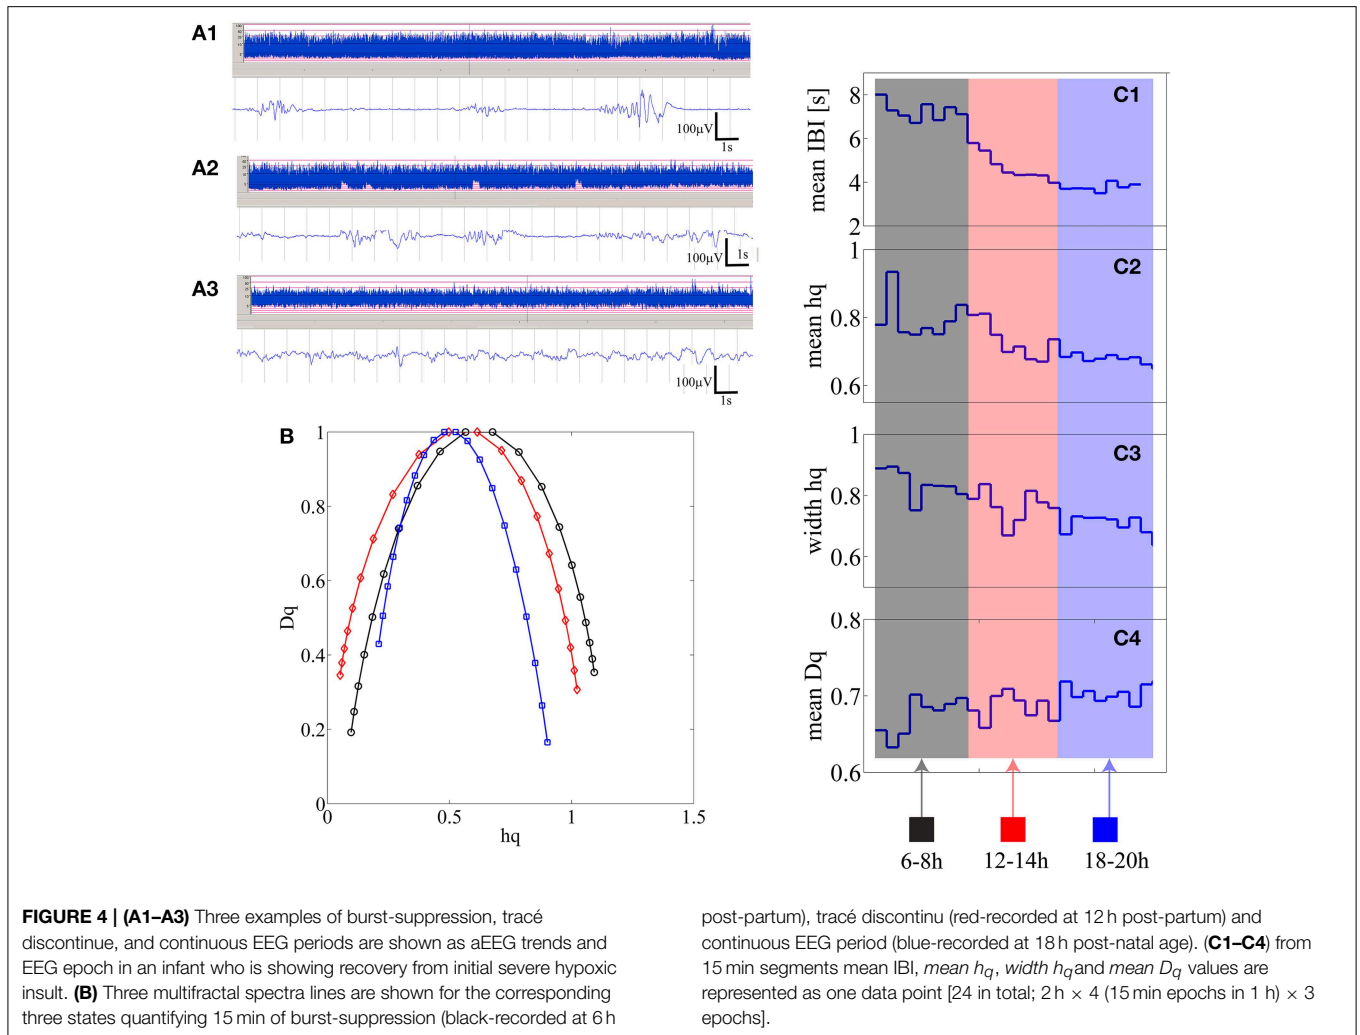 A1
100μV
1s
A2
100μV
1s
A3
100μV
1s
B
1
0.8
0.6
0.4
0.2
0
0
0.5
1
1.5
Dq
hq
C1
8
6
4
2
mean IBI [s]
C2
1
0.8
0.6
mean hq
C3
1
0.8
0.6
width hq
C4
0.8
0.7
0.6
mean Dq
6-8h
12-14h
18-20h
FIGURE 4 | (A1–A3) Three examples of burst-suppression, tracé
discontinue, and continuous EEG periods are shown as aEEG trends and
EEG epoch in an infant who is showing recovery from initial severe hypoxic
insult. (B) Three multifractal spectra lines are shown for the corresponding
three states quantifying 15 min of burst-suppression (black-recorded at 6 h
post-partum), tracé discontinu (red-recorded at 12 h post-partum) and
continuous EEG period (blue-recorded at 18 h post-natal age). (C1–C4) from
15 min segments mean IBI, mean hq, width hq and mean Dq values are
represented as one data point [24 in total; 2 h × 4 (15 min epochs in 1 h) × 3
epochs].